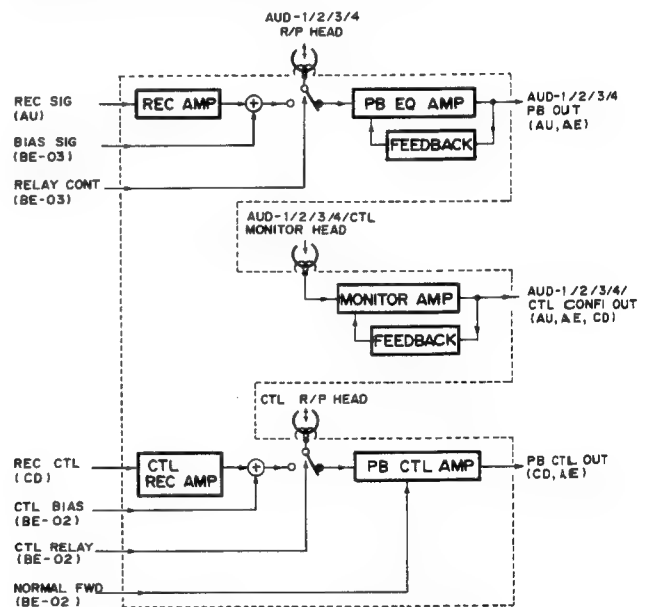 AUD-1/2/3/4
R/P HEAD
REC SIG
(AU)
REC AMP
PB EQ AMP
AUD-1/2/3/4
PB OUT
(AU, AE)
BIAS SIG
(BE-03)
FEEDBACK
RELAY CONT
(BE-03)
AUD-1/2/3/4/CTL
MONITOR HEAD
MONITOR AMP
AUD-1/2/3/4/
CTL CONFI OUT
(AU, AE, CD)
FEEDBACK
CTL R/P HEAD
REC CTL
(CD)
CTL
REC AMP
PB CTL AMP
PB CTL OUT
(CD, AE)
CTL BIAS
(BE-02)
CTL RELAY
(BE-02)
NORMAL FWD
(BE-02)